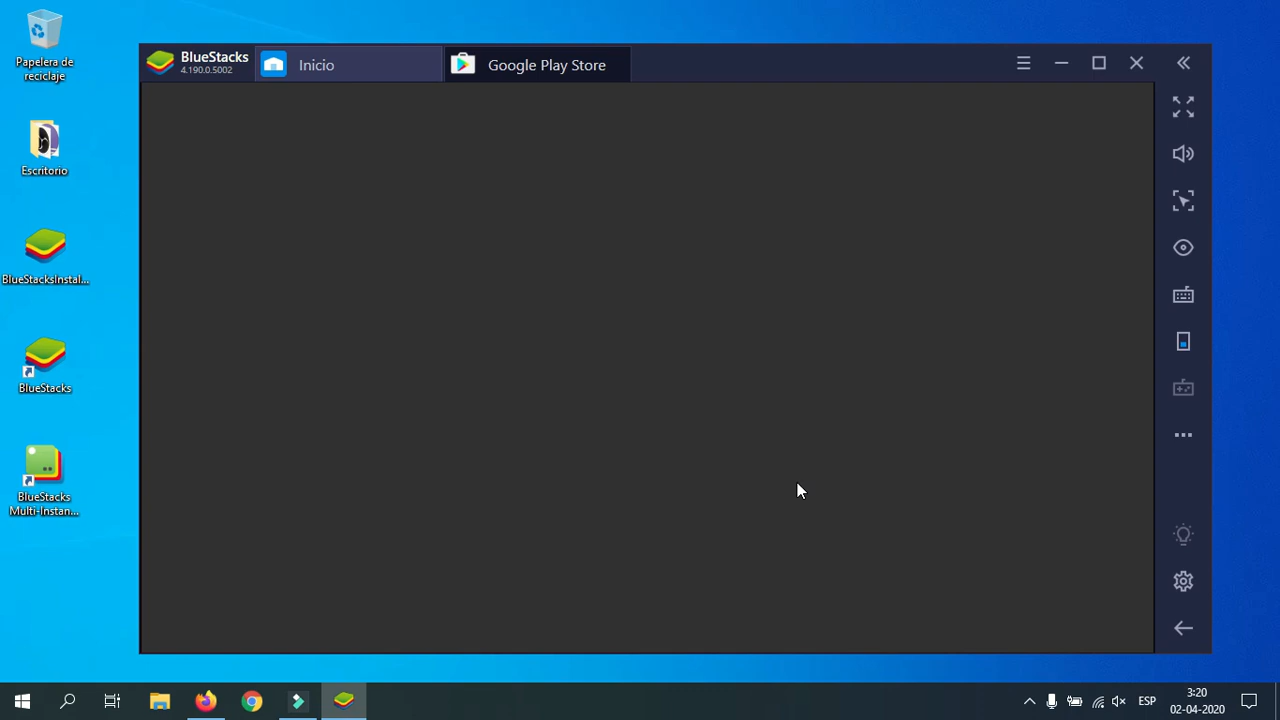 Papelera de
reciclaje
Escritorio
BlueStacksInstal...
BlueStacks
BlueStacks
Multi-Instan...
BlueStacks
4.190.0.5002
Inicio
Google Play Store
ESP
3:20
02-04-2020